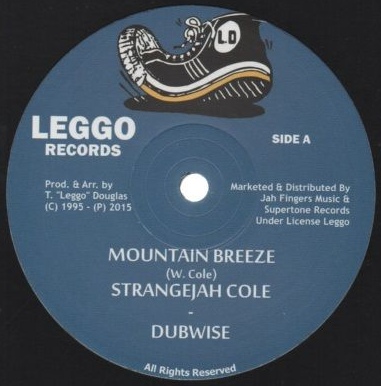 LD
LEGGO
RECORDS
SIDE A
Prod. & Arr. by
T. "Leggo" Douglas
(C) 1995 - (P) 2015
Marketed & Distributed By
Jah Fingers Music &
Supertone Records
Under License Leggo
MOUNTAIN BREEZE
(W. Cole)
STRANGEJAH COLE
-
DUBWISE
All Rights Reserved